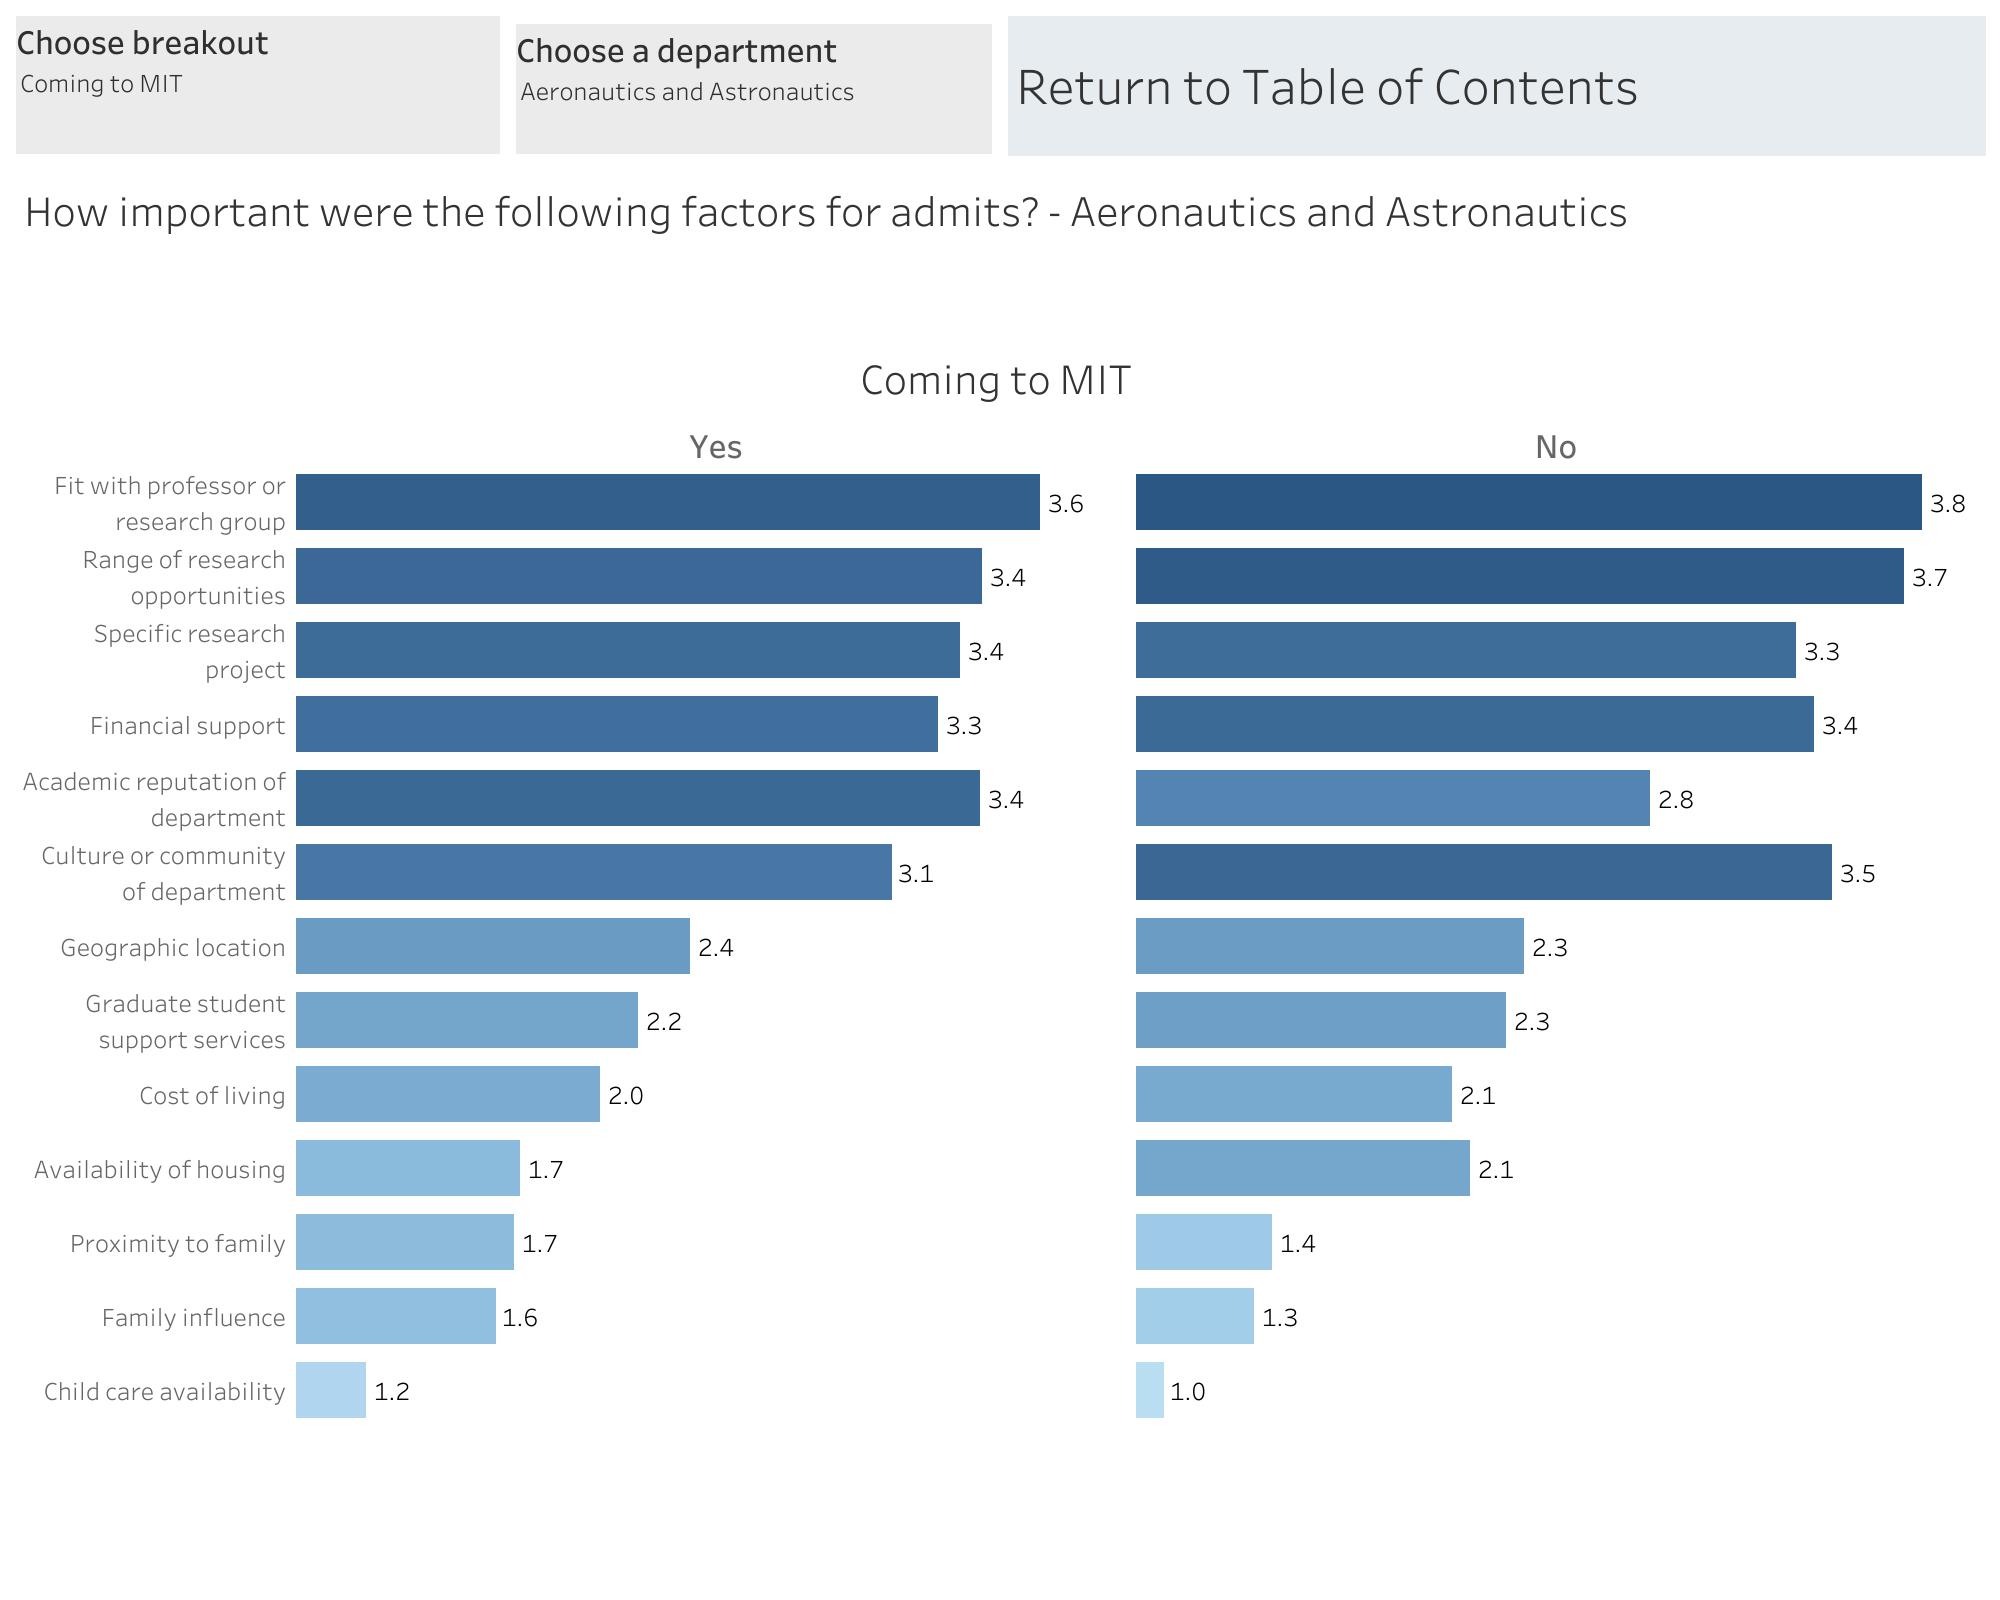 Choose breakout
Coming to MIT
Choose a department
Aeronautics and Astronautics
Return to Table of Contents
How important were the following factors for admits? - Aeronautics and Astronautics
Coming to MIT
Yes
No
Fit with professor or
research group
3.6
3.8
Range of research
opportunities
3.4
3.7
Specific research
project
3.4
3.3
Financial support
3.3
3.4
Academic reputation of
department
3.4
2.8
Culture or community
of department
3.1
3.5
Geographic location
2.4
2.3
Graduate student
support services
2.2
2.3
Cost of living
2.0
2.1
Availability of housing
1.7
2.1
Proximity to family
1.7
1.4
Family influence
1.6
1.3
Child care availability
1.2
1.0